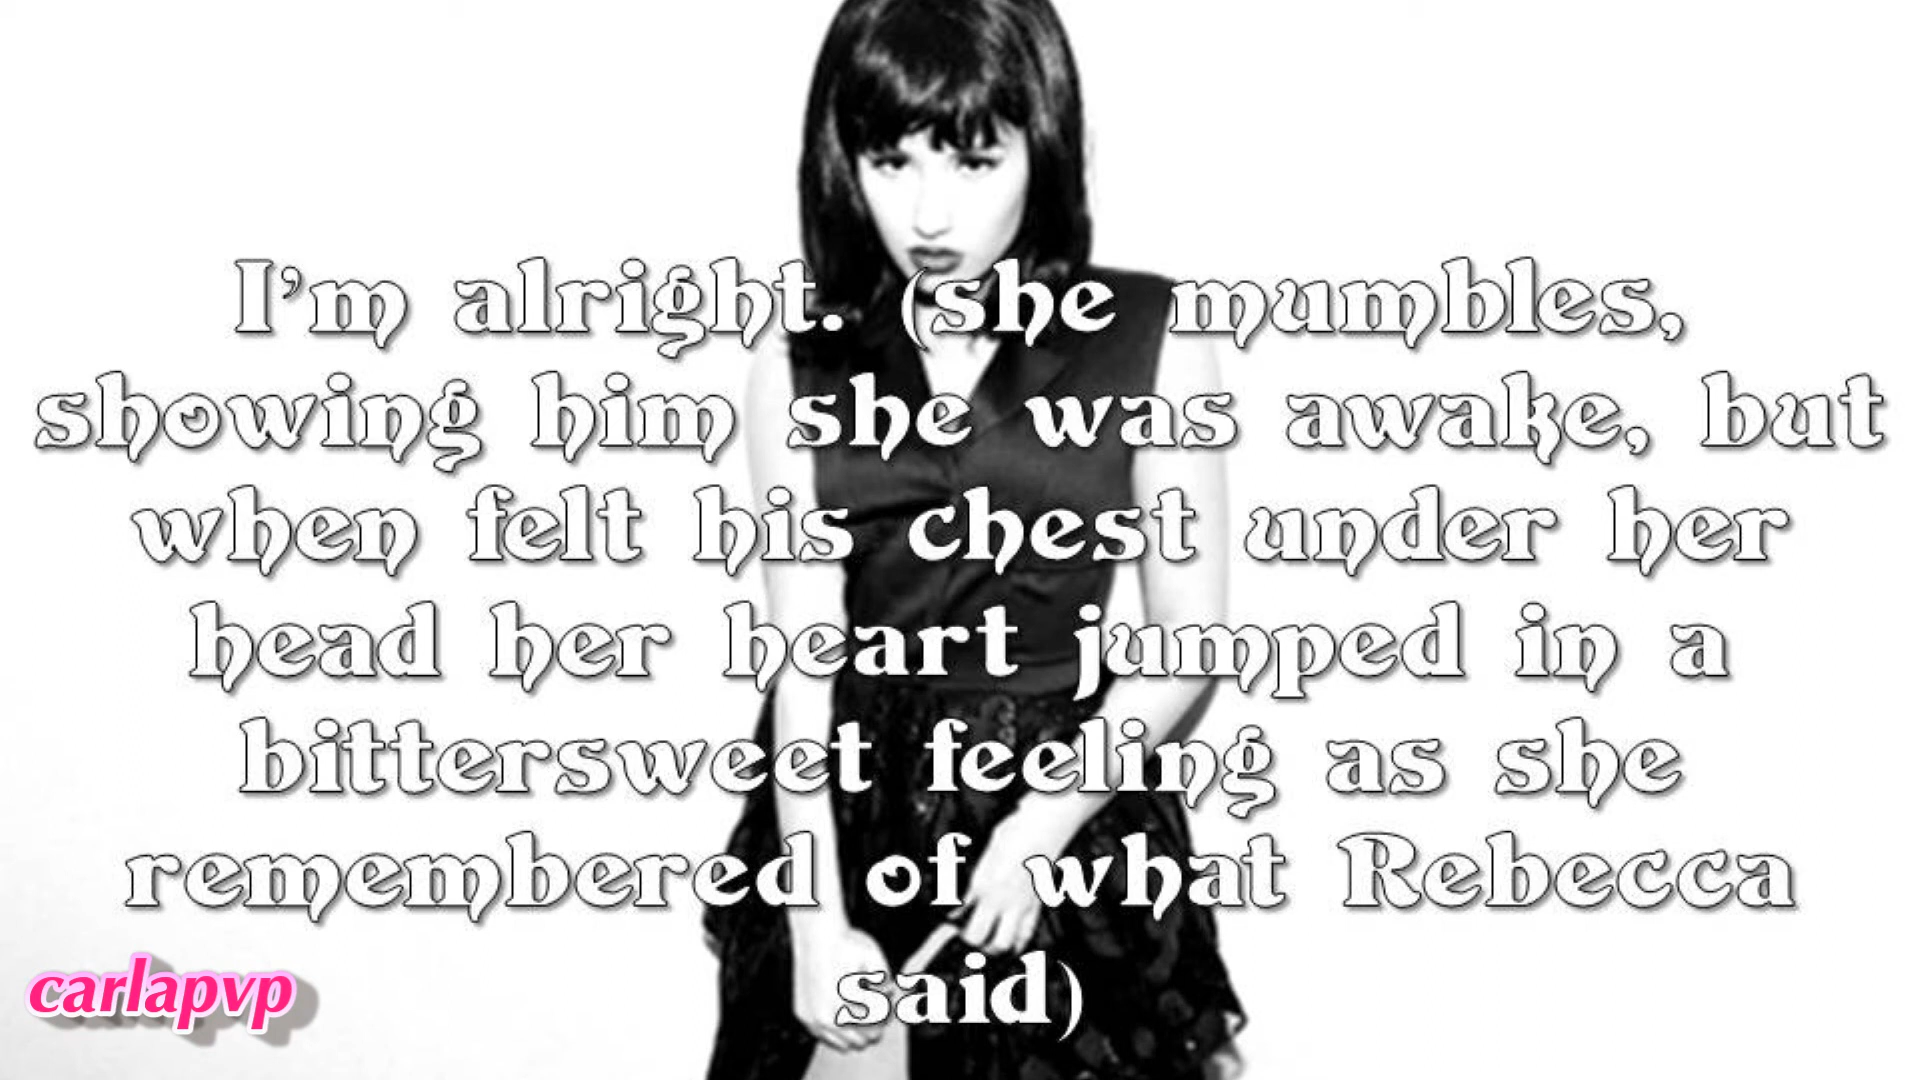 I'm alright. (she mumbles,
showing him she was awake, but
when felt his chest under her
head her heart jumped in a
bittersweet feeling as she
remembered of what Rebecca
said)
carlapvp